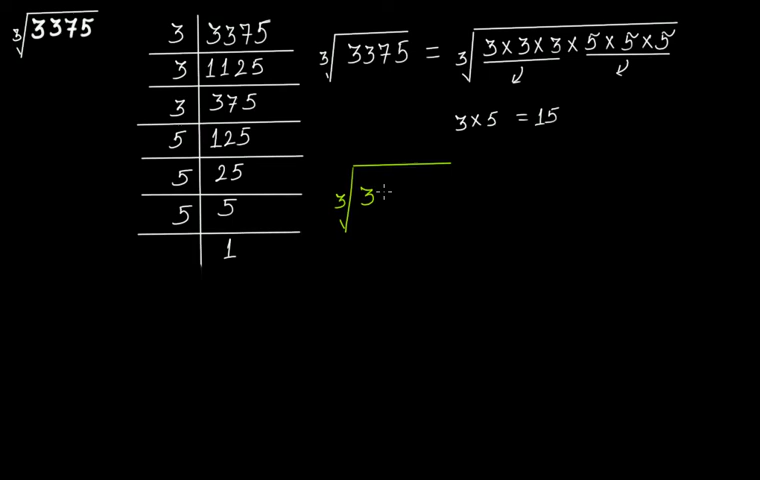 ∛3375
3 | 3375
3 | 1125
3 | 375
5 | 125
5 | 25
5 | 5
1
∛3375 = ∛3×3×3×5×5×5
3×5 = 15
∛3